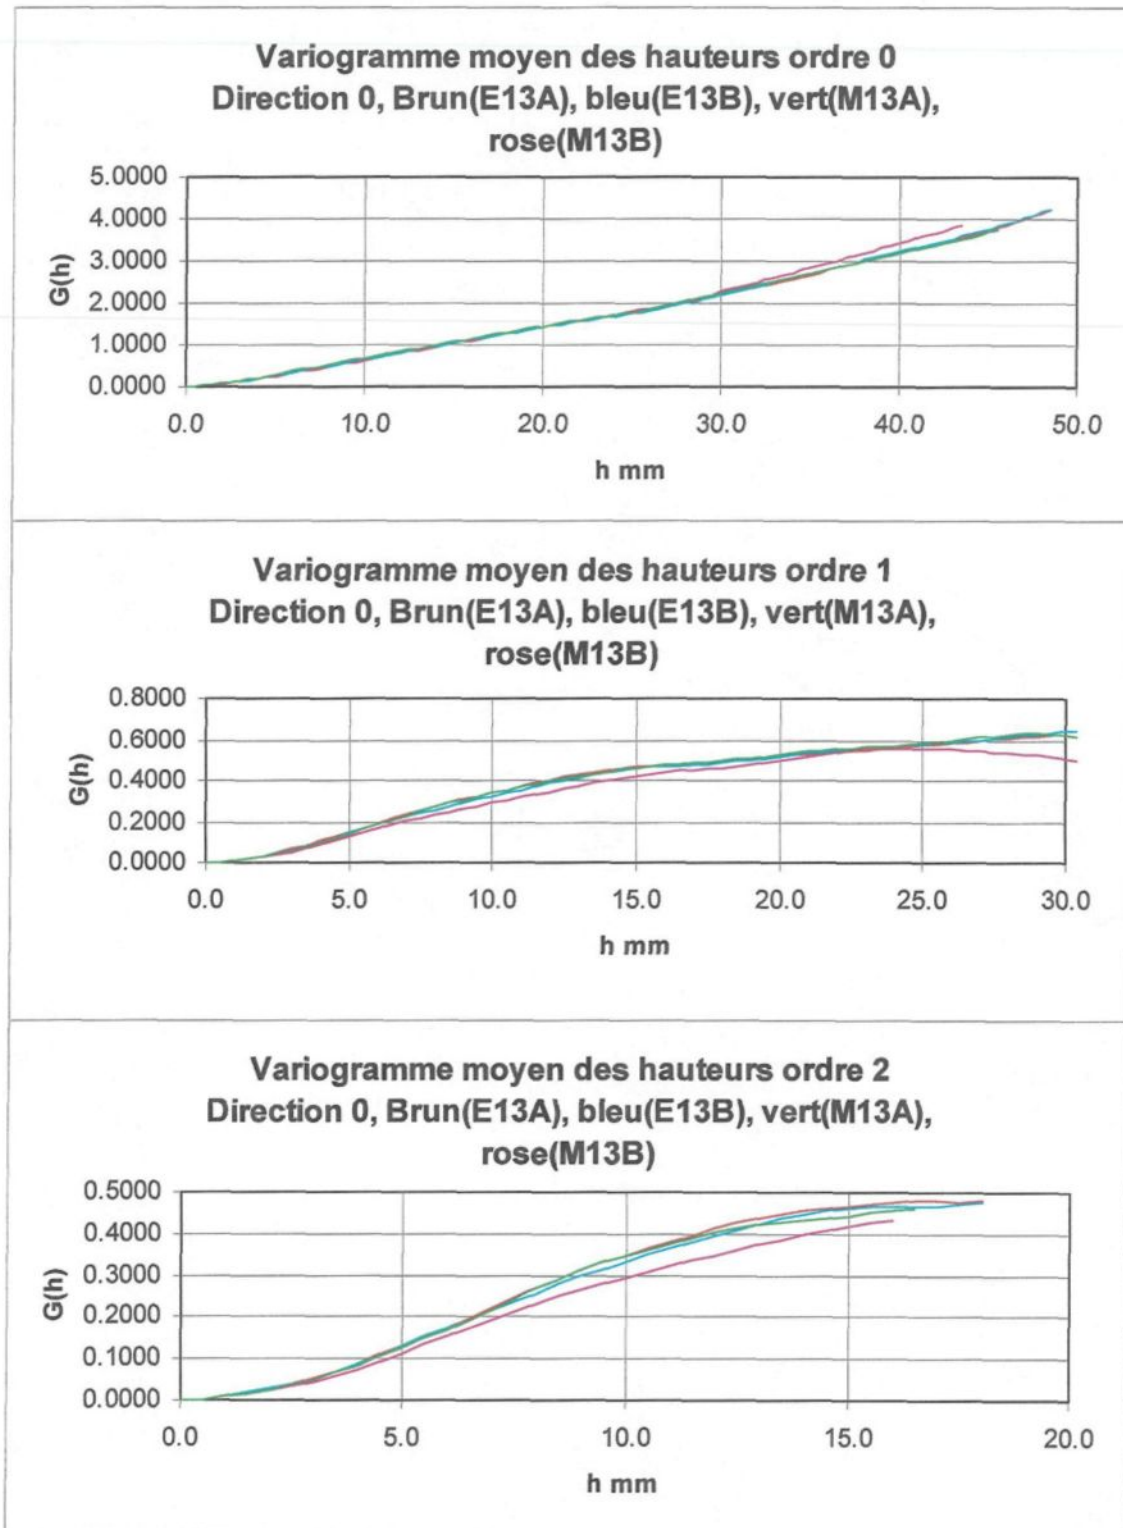 Variogramme moyen des hauteurs ordre 0
Direction 0, Brun(E13A), bleu(E13B), vert(M13A),
rose(M13B)
5.0000
4.0000
3.0000
2.0000
1.0000
0.0000
G(h)
0.0 10.0 20.0 30.0 40.0 50.0
h mm
Variogramme moyen des hauteurs ordre 1
Direction 0, Brun(E13A), bleu(E13B), vert(M13A),
rose(M13B)
0.8000
0.6000
0.4000
0.2000
0.0000
G(h)
0.0 5.0 10.0 15.0 20.0 25.0 30.0
h mm
Variogramme moyen des hauteurs ordre 2
Direction 0, Brun(E13A), bleu(E13B), vert(M13A),
rose(M13B)
0.5000
0.4000
0.3000
0.2000
0.1000
0.0000
G(h)
0.0 5.0 10.0 15.0 20.0
h mm